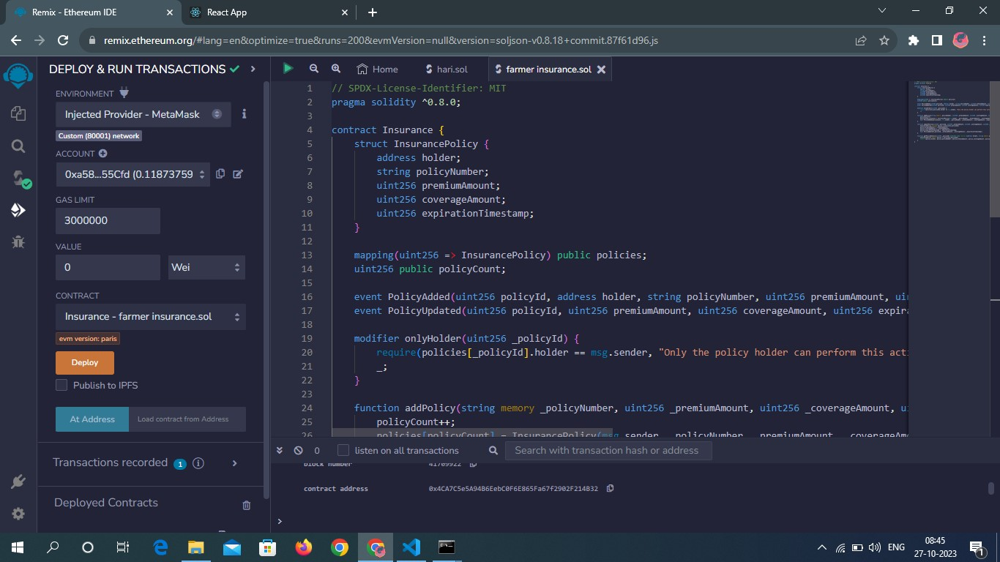 Remix - Ethereum IDE
React App
remix.ethereum.org/#lang=en&optimize=true&runs=200&evmVersion=null&version=soljson-v0.8.18+commit.87f61d96.js
DEPLOY & RUN TRANSACTIONS
ENVIRONMENT
Injected Provider - MetaMask
Custom (80001) network
ACCOUNT
0xa58...55Cfd (0.11873759
GAS LIMIT
3000000
VALUE
0
Wei
CONTRACT
Insurance - farmer insurance.sol
evm version: paris
Deploy
Publish to IPFS
At Address
Load contract from Address
Transactions recorded 1
Deployed Contracts
Home
hari.sol
farmer insurance.sol
1 // SPDX-License-Identifier: MIT
2 pragma solidity ^0.8.0;
3
4 contract Insurance {
5 struct InsurancePolicy {
6 address holder;
7 string policyNumber;
8 uint256 premiumAmount;
9 uint256 coverageAmount;
10 uint256 expirationTimestamp;
11 }
12
13 mapping(uint256 => InsurancePolicy) public policies;
14 uint256 public policyCount;
15
16 event PolicyAdded(uint256 policyId, address holder, string policyNumber, uint256 premiumAmount, ui
17 event PolicyUpdated(uint256 policyId, uint256 premiumAmount, uint256 coverageAmount, uint256 expira
18
19 modifier onlyHolder(uint256 _policyId) {
20 require(policies[_policyId].holder == msg.sender, "Only the policy holder can perform this acti
21 _;
22 }
23
24 function addPolicy(string memory _policyNumber, uint256 _premiumAmount, uint256 _coverageAmount, ui
25 policyCount++;
26 policies[policyCount] = InsurancePolicy(msg.sender, _policyNumber, _premiumAmount, _coverageAmo
0
listen on all transactions
Search with transaction hash or address
block number 41709922
contract address 0x4CA7C5e5A94B6EebC0F6E865Fa67f2902F214B32
>
ENG
08:45
27-10-2023
1